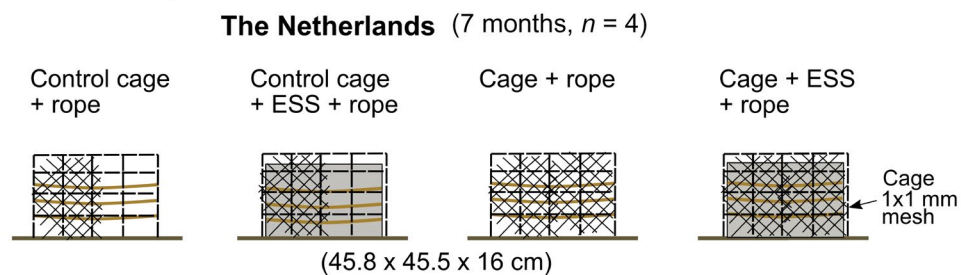 The Netherlands (7 months, n = 4)
Control cage
+ rope
Control cage
+ ESS + rope
Cage + rope
Cage + ESS
+ rope
Cage
1x1 mm
mesh
(45.8 x 45.5 x 16 cm)